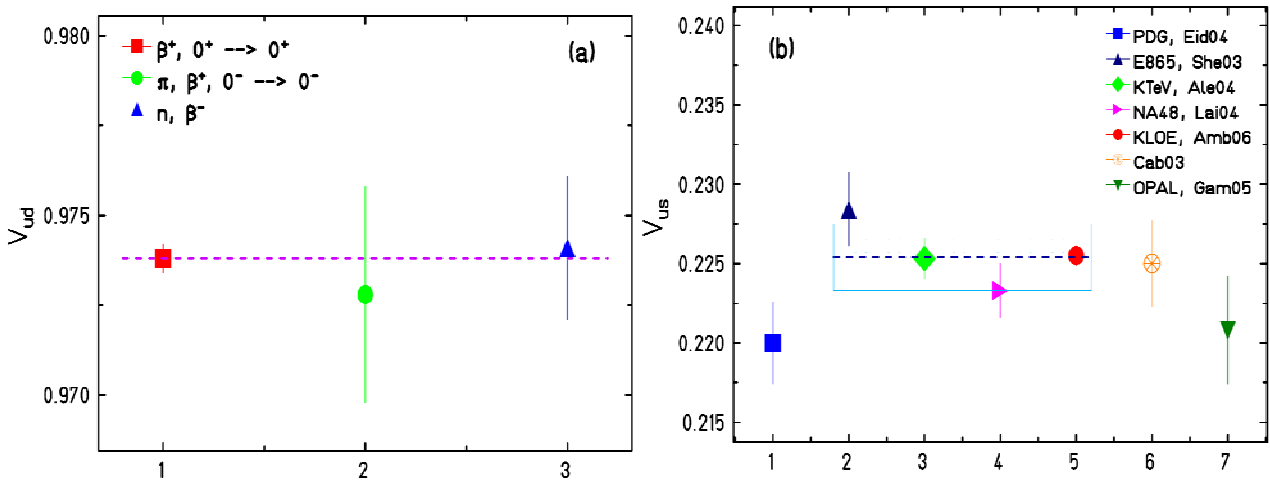 0.980
0.975
0.970
V_ud
β⁺, 0⁺ --> 0⁺
π, β⁺, 0⁻ --> 0⁻
n, β⁻
(a)
1 2 3
0.240
0.235
0.230
0.225
0.220
0.215
V_us
(b)
PDG, Eid04
E865, She03
KTeV, Ale04
NA48, Lai04
KLOE, Amb06
Cab03
OPAL, Gam05
1 2 3 4 5 6 7